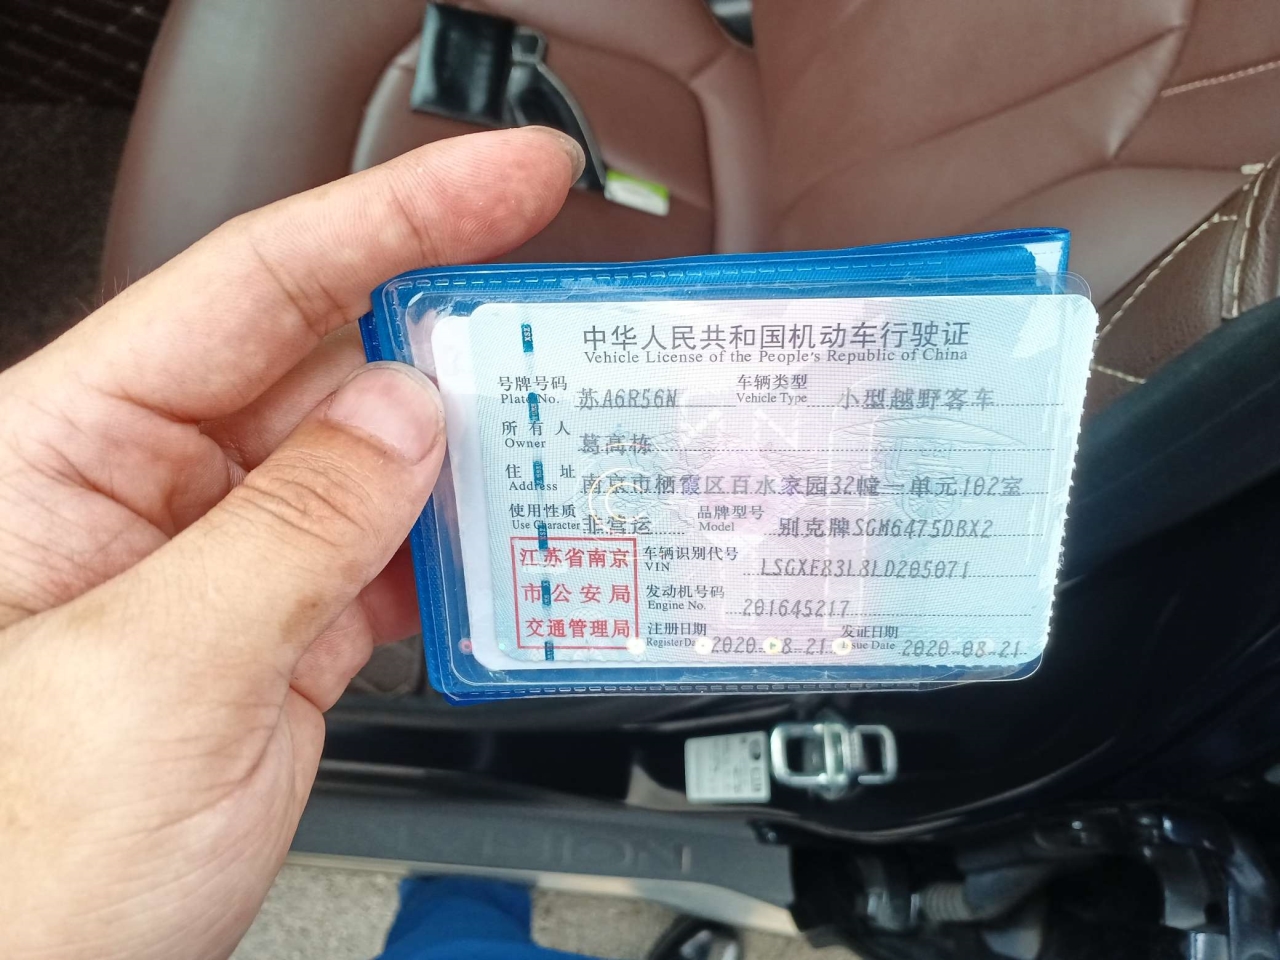 中华人民共和国机动车行驶证
Vehicle License of the People's Republic of China
号牌号码 苏A6R56N 车辆类型 小型越野客车
Plate No. Vehicle Type
所有人 葛高栋
Owner
住址 南京市栖霞区百水家园32幢一单元102室
Address
使用性质 非营运 品牌型号 别克牌SGM6475DBX2
Use Character Model
江苏省南京
市公安局
交通管理局
车辆识别代号 LSGXE83L8LD205071
VIN
发动机号码 201645217
Engine No.
注册日期 2020-08-21 发证日期 2020-08-21
Register Date Issue Date